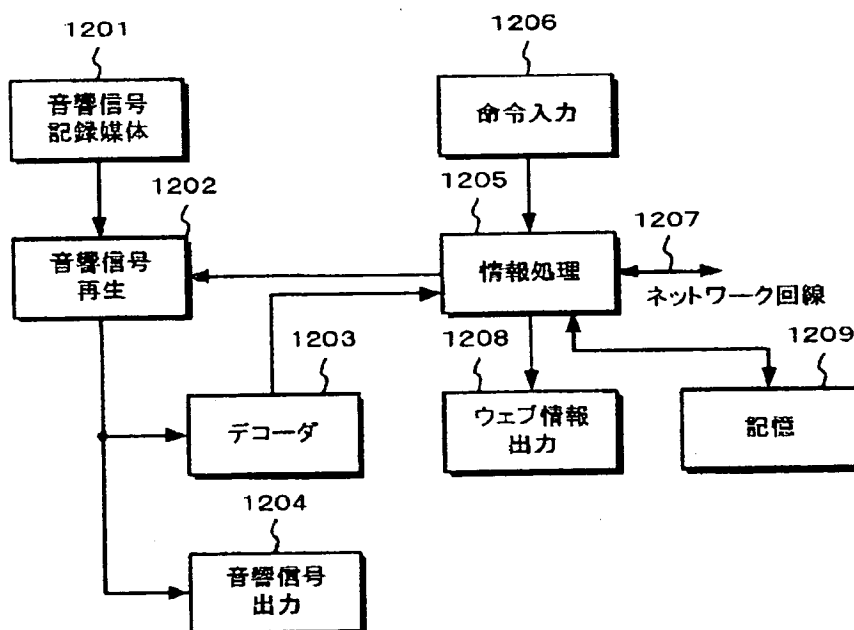 1201
音響信号
記録媒体
1206
命令入力
1202
音響信号
再生
1205
情報処理
1207
ネットワーク回線
1203
デコーダ
1208
ウェブ情報
出力
1209
記憶
1204
音響信号
出力